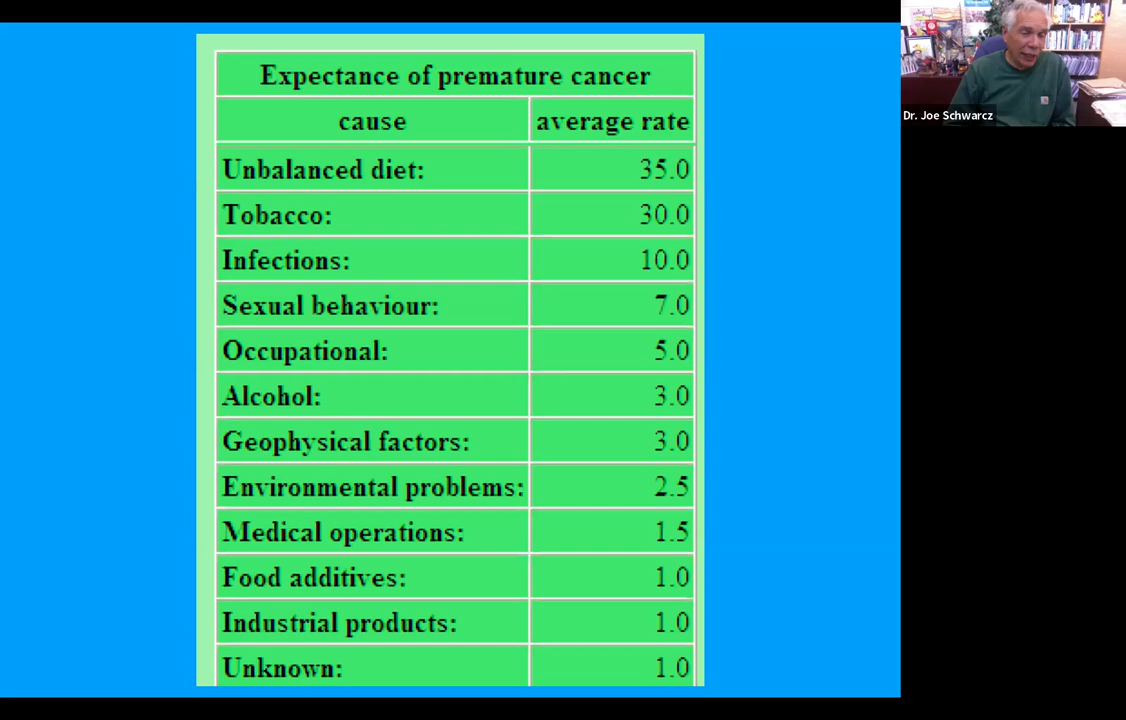 Expectance of premature cancer
cause average rate
Unbalanced diet: 35.0
Tobacco: 30.0
Infections: 10.0
Sexual behaviour: 7.0
Occupational: 5.0
Alcohol: 3.0
Geophysical factors: 3.0
Environmental problems: 2.5
Medical operations: 1.5
Food additives: 1.0
Industrial products: 1.0
Unknown: 1.0
Dr. Joe Schwarcz